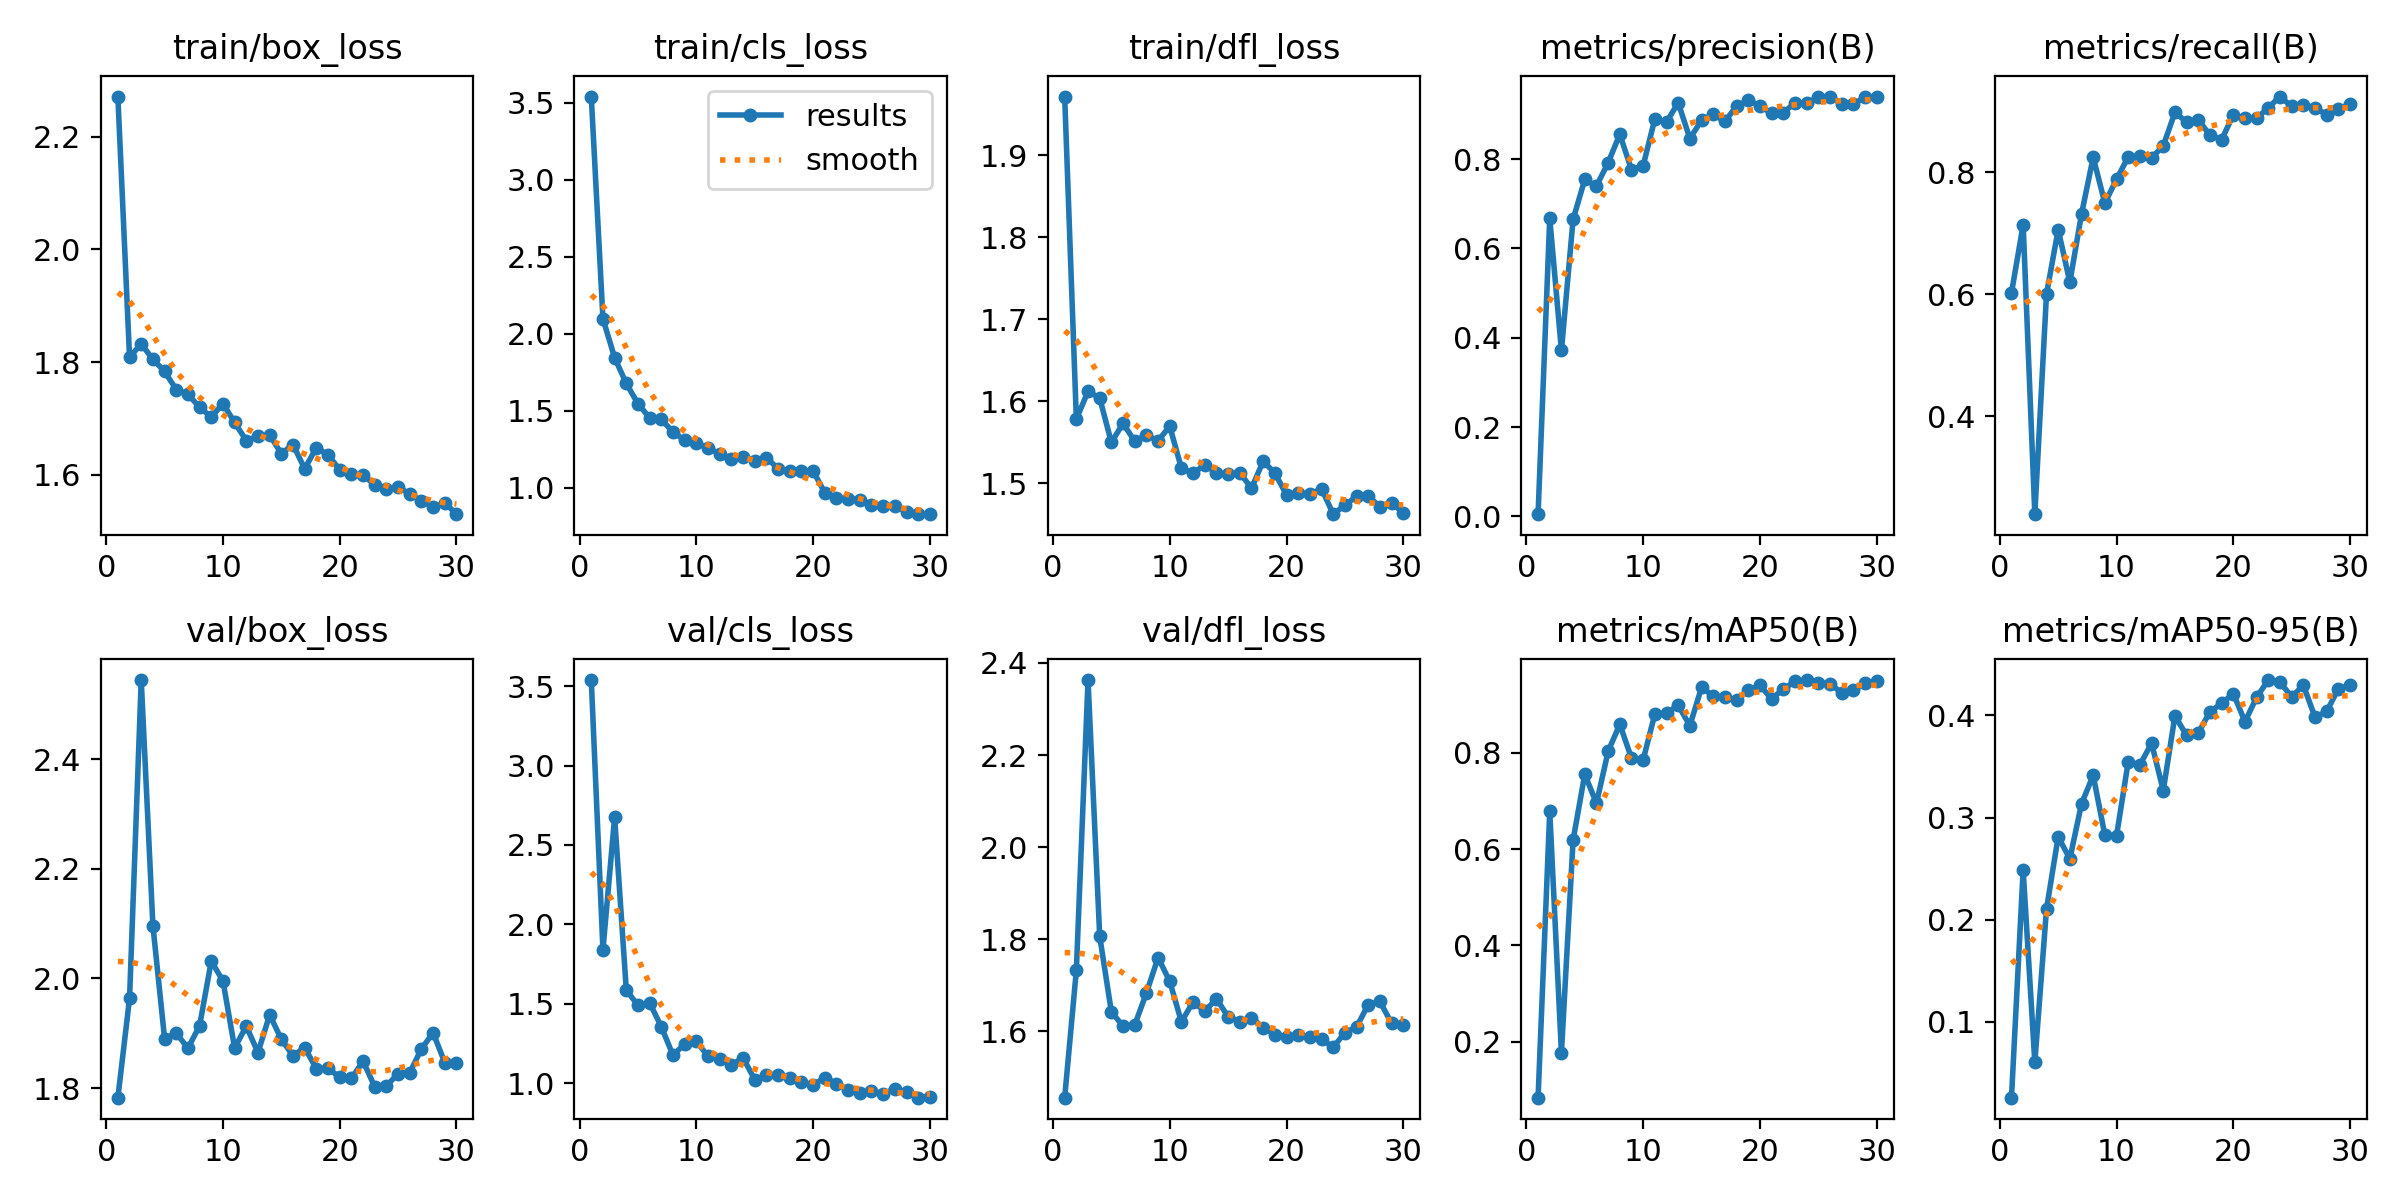 train/box_loss
2.2
2.0
1.8
1.6
0 10 20 30
train/cls_loss
results
smooth
3.5
3.0
2.5
2.0
1.5
1.0
0 10 20 30
train/dfl_loss
1.9
1.8
1.7
1.6
1.5
0 10 20 30
metrics/precision(B)
0.8
0.6
0.4
0.2
0.0
0 10 20 30
metrics/recall(B)
0.8
0.6
0.4
0 10 20 30
val/box_loss
2.4
2.2
2.0
1.8
0 10 20 30
val/cls_loss
3.5
3.0
2.5
2.0
1.5
1.0
0 10 20 30
val/dfl_loss
2.4
2.2
2.0
1.8
1.6
0 10 20 30
metrics/mAP50(B)
0.8
0.6
0.4
0.2
0 10 20 30
metrics/mAP50-95(B)
0.4
0.3
0.2
0.1
0 10 20 30